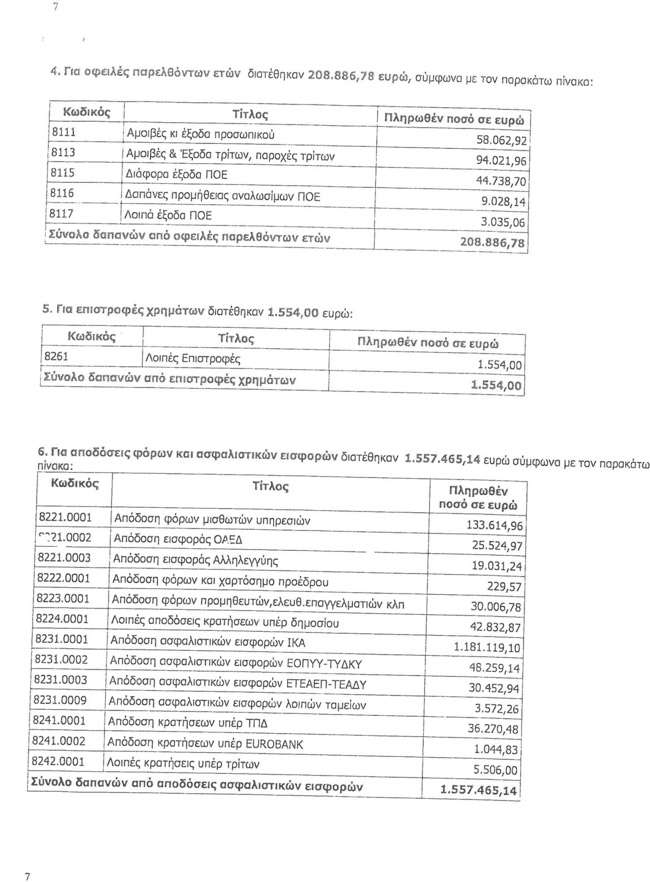 7
4. Για οφειλές παρελθόντων ετών διατέθηκαν 208.886,78 ευρώ, σύμφωνα με τον παρακάτω πίνακα:
Κωδικός Τίτλος Πληρωθέν ποσό σε ευρώ
8111 Αμοιβές κι έξοδα προσωπικού 58.062,92
8113 Αμοιβές & Έξοδα τρίτων, παροχές τρίτων 94.021,96
8115 Διάφορα έξοδα ΠΟΕ 44.738,70
8116 Δαπάνες προμήθειας αναλωσίμων ΠΟΕ 9.028,14
8117 Λοιπά έξοδα ΠΟΕ 3.035,06
Σύνολο δαπανών από οφειλές παρελθόντων ετών 208.886,78
5. Για επιστροφές χρημάτων διατέθηκαν 1.554,00 ευρώ:
Κωδικός Τίτλος Πληρωθέν ποσό σε ευρώ
8261 Λοιπές Επιστροφές 1.554,00
Σύνολο δαπανών από επιστροφές χρημάτων 1.554,00
6. Για αποδόσεις φόρων και ασφαλιστικών εισφορών διατέθηκαν 1.557.465,14 ευρώ σύμφωνα με τον παρακάτω
πίνακα:
Κωδικός Τίτλος Πληρωθέν
ποσό σε ευρώ
8221.0001 Απόδοση φόρων μισθωτών υπηρεσιών 133.614,96
21.0002 Απόδοση εισφοράς ΟΑΕΔ 25.524,97
8221.0003 Απόδοση εισφοράς Αλληλεγγύης 19.031,24
8222.0001 Απόδοση φόρων και χαρτόσημο προέδρου 229,57
8223.0001 Απόδοση φόρων προμηθευτών,ελευθ.επαγγελματιών κλπ 30.006,78
8224.0001 Λοιπές αποδόσεις κρατήσεων υπέρ δημοσίου 42.832,87
8231.0001 Απόδοση ασφαλιστικών εισφορών ΙΚΑ 1.181.119,10
8231.0002 Απόδοση ασφαλιστικών εισφορών ΕΟΠΥΥ-ΤΥΔΚΥ 48.259,14
8231.0003 Απόδοση ασφαλιστικών εισφορών ΕΤΕΑΕΠ-ΤΕΑΔΥ 30.452,94
8231.0009 Απόδοση ασφαλιστικών εισφορών λοιπών ταμείων 3.572,26
8241.0001 Απόδοση κρατήσεων υπέρ ΤΠΔ 36.270,48
8241.0002 Απόδοση κρατήσεων υπέρ EUROBANK 1.044,83
8242.0001 Λοιπές κρατήσεις υπέρ τρίτων 5.506,00
Σύνολο δαπανών από αποδόσεις ασφαλιστικών εισφορών 1.557.465,14
7